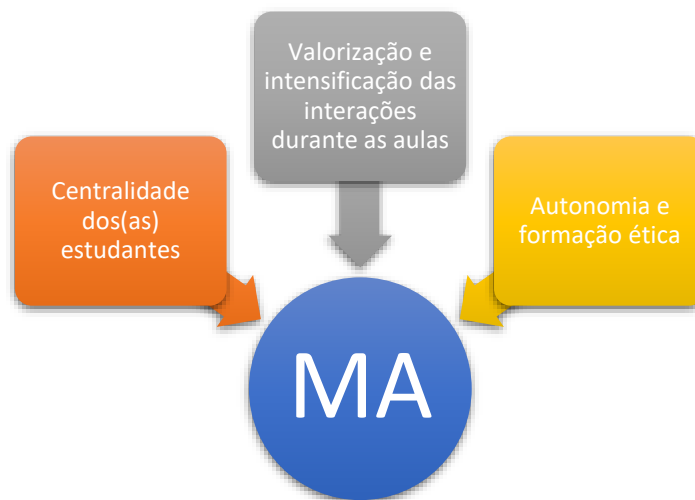 Valorização e
intensificação das
interações
durante as aulas
Centralidade
dos(as)
estudantes
Autonomia e
formação ética
MA